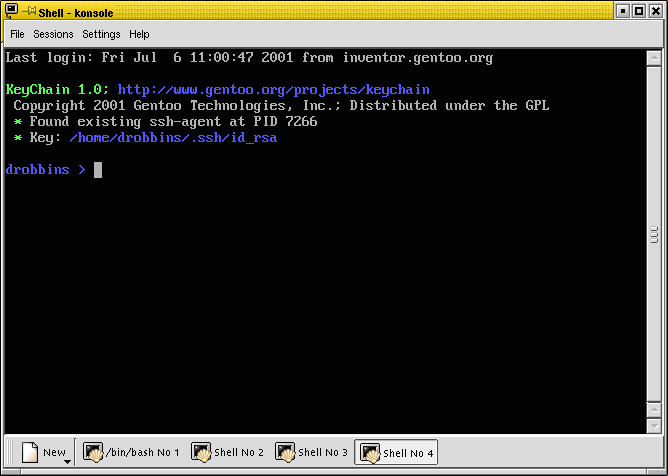 Shell - konsole
File Sessions Settings Help
Last login: Fri Jul  6 11:00:47 2001 from inventor.gentoo.org
KeyChain 1.0; http://www.gentoo.org/projects/keychain
Copyright 2001 Gentoo Technologies, Inc.; Distributed under the GPL
* Found existing ssh-agent at PID 7266
* Key: /home/drobbins/.ssh/id_rsa
drobbins >
New /bin/bash No 1 Shell No 2 Shell No 3 Shell No 4